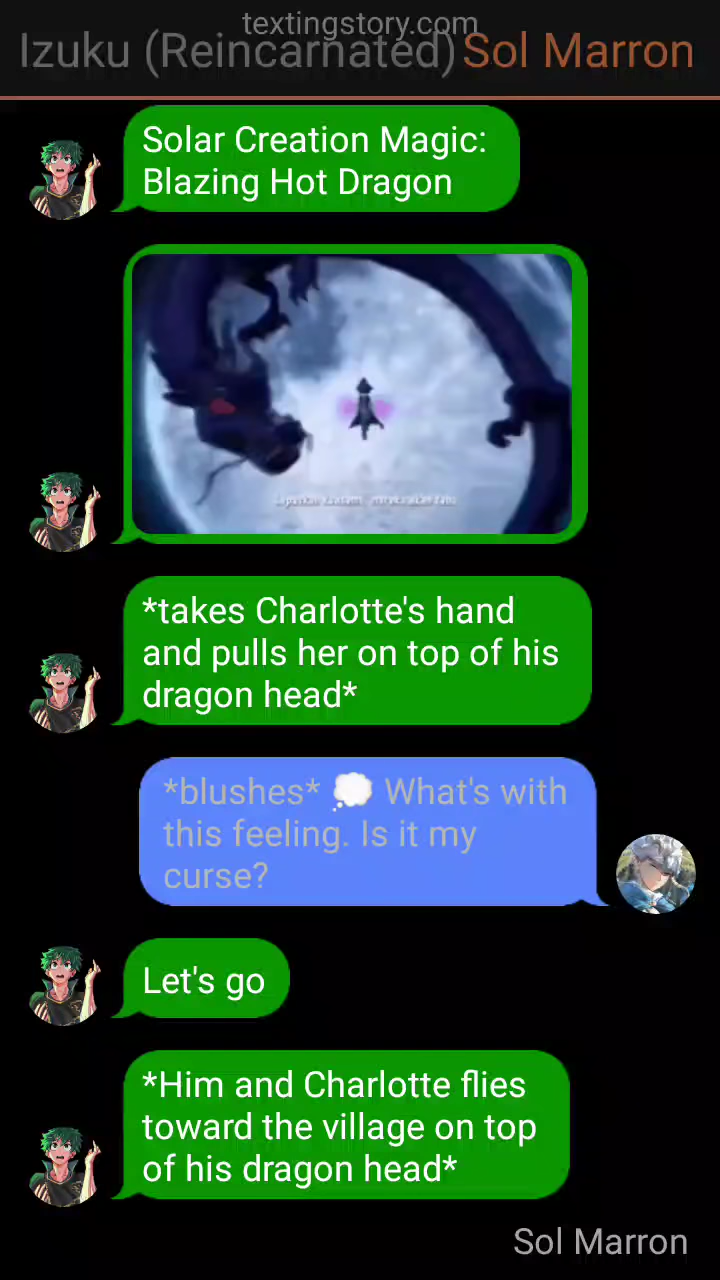 textingstory.com
Izuku (Reincarnated) Sol Marron
Solar Creation Magic:
Blazing Hot Dragon
*takes Charlotte's hand
and pulls her on top of his
dragon head*
*blushes* 💭 What's with
this feeling. Is it my
curse?
Let's go
*Him and Charlotte flies
toward the village on top
of his dragon head*
Sol Marron